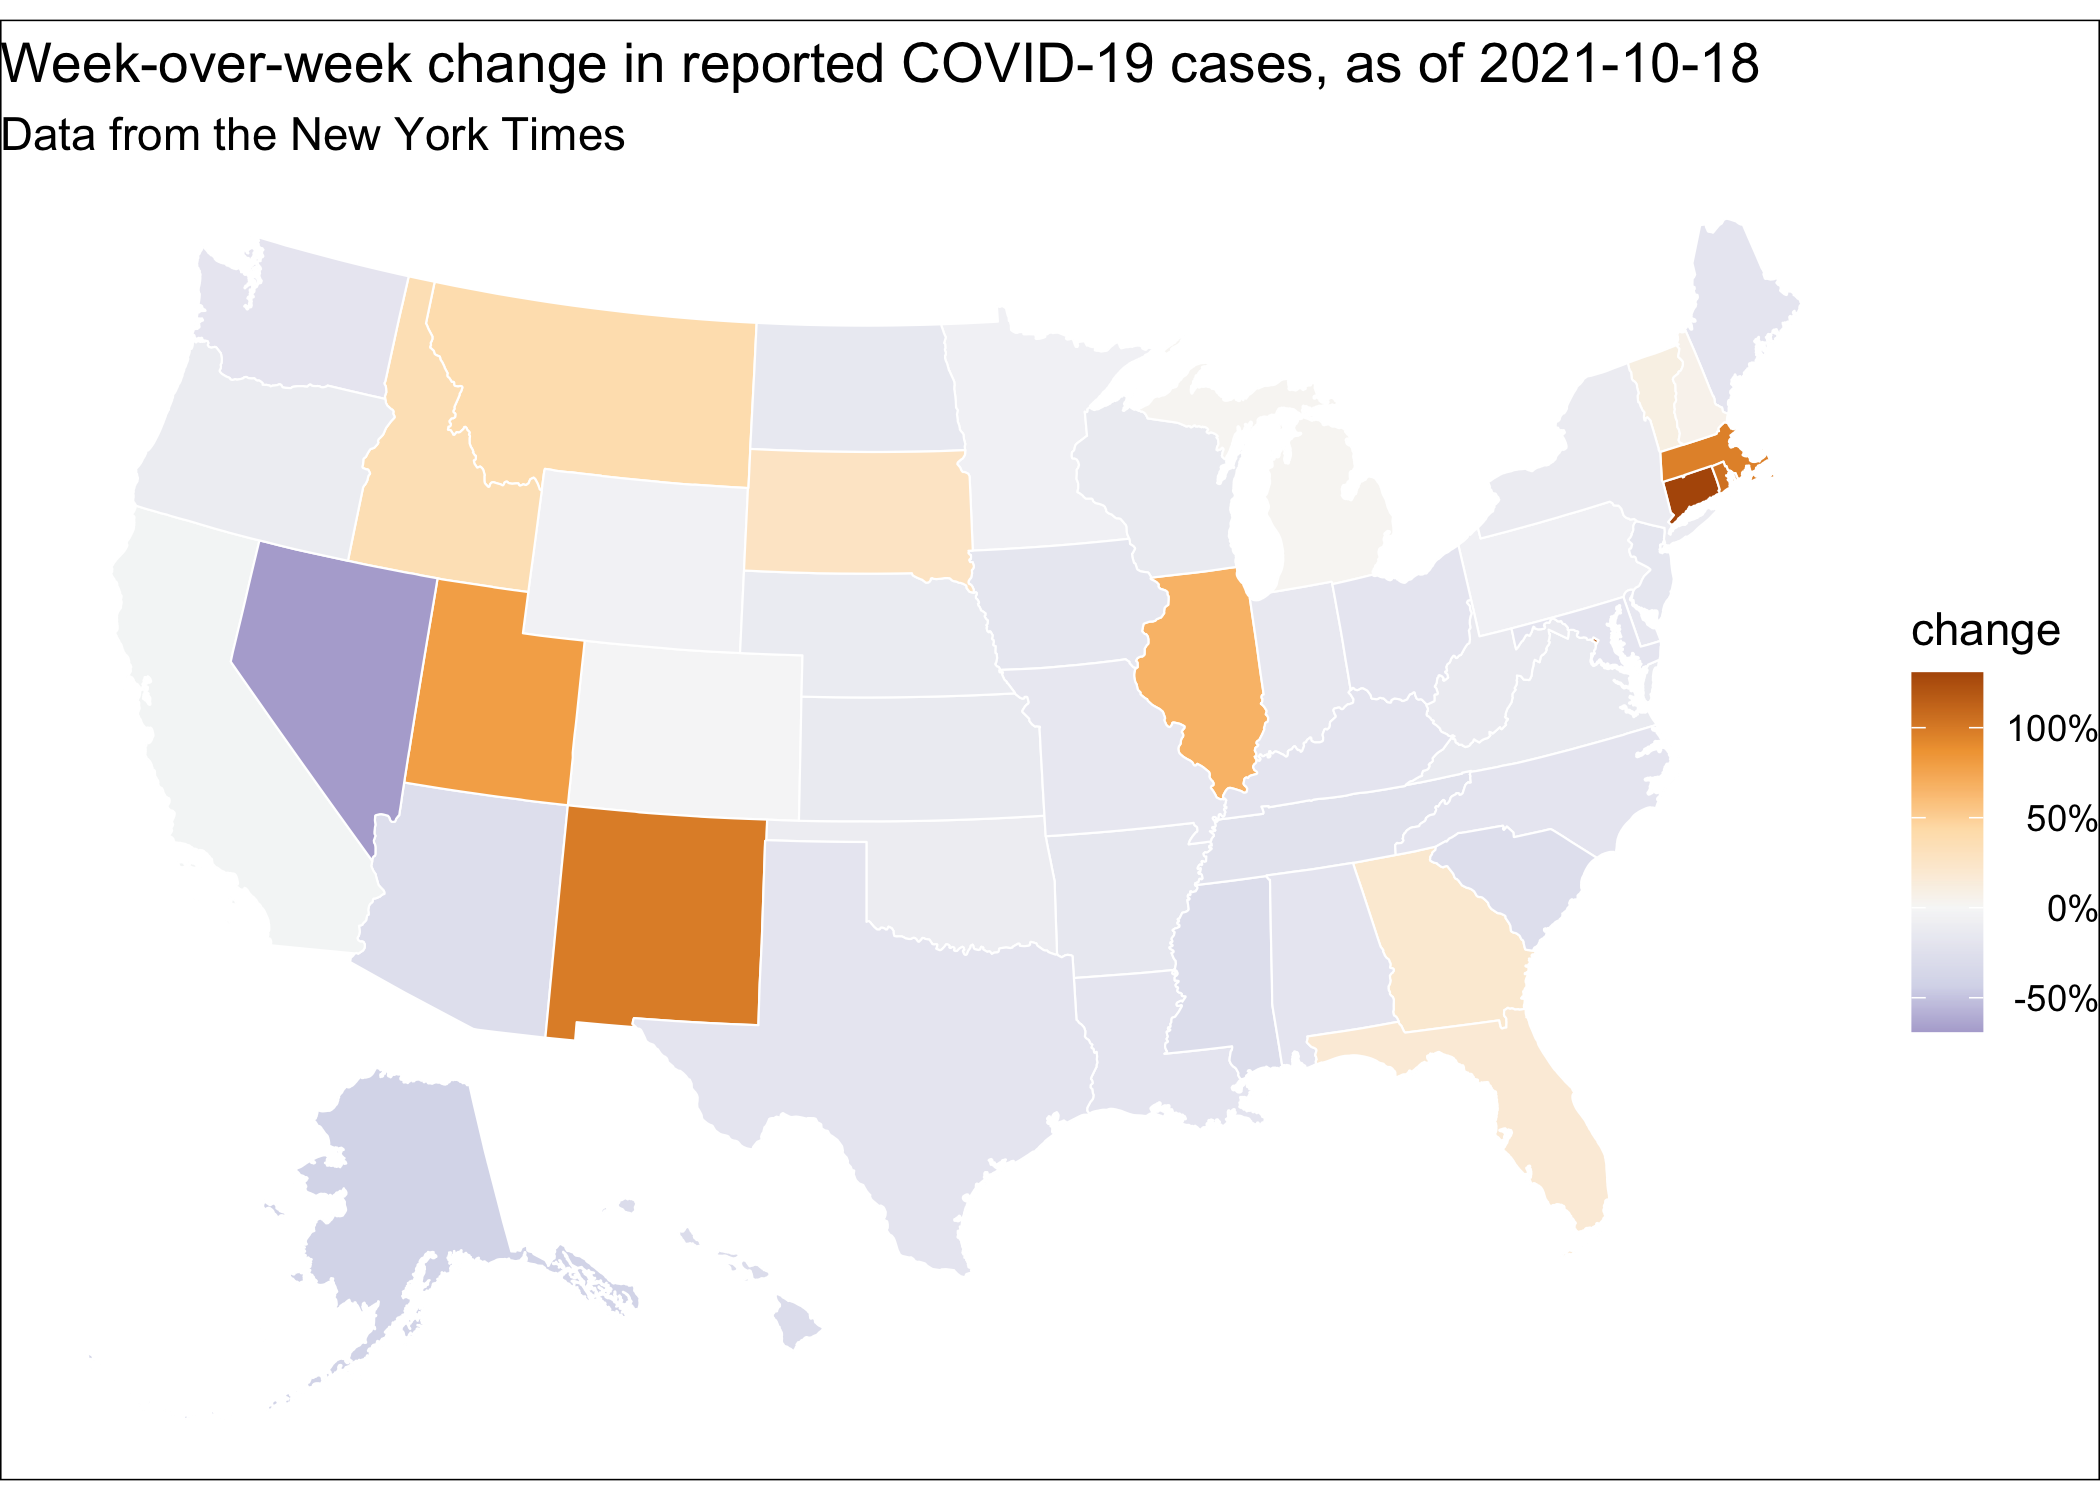 Week-over-week change in reported COVID-19 cases, as of 2021-10-18
Data from the New York Times
change
100%
50%
0%
-50%